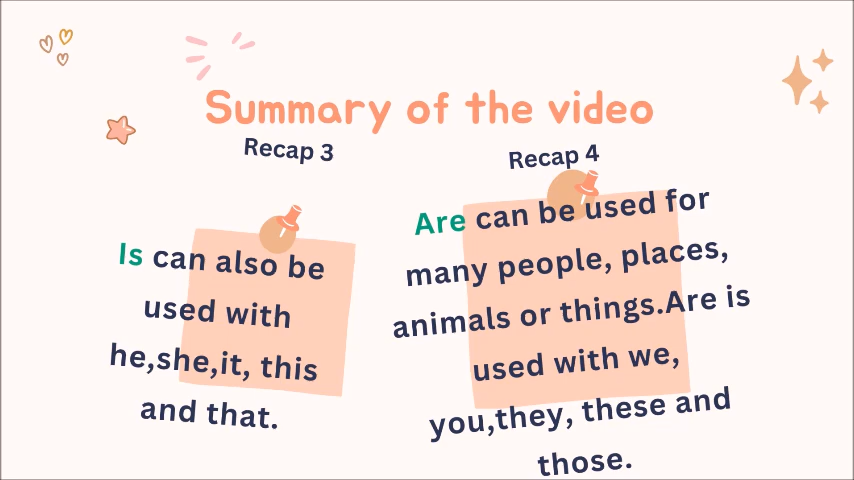 Summary of the video
Recap 3
Is can also be
used with
he,she,it, this
and that.
Recap 4
Are can be used for
many people, places,
animals or things.Are is
used with we,
you,they, these and
those.